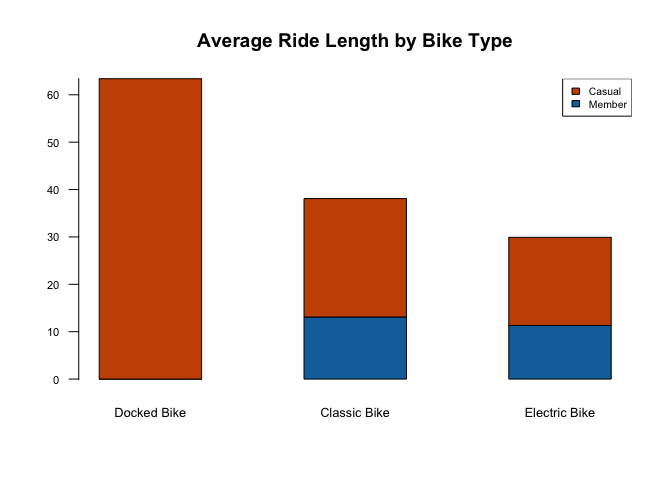 Average Ride Length by Bike Type
Casual
Member
60
50
40
30
20
10
0
Docked Bike
Classic Bike
Electric Bike